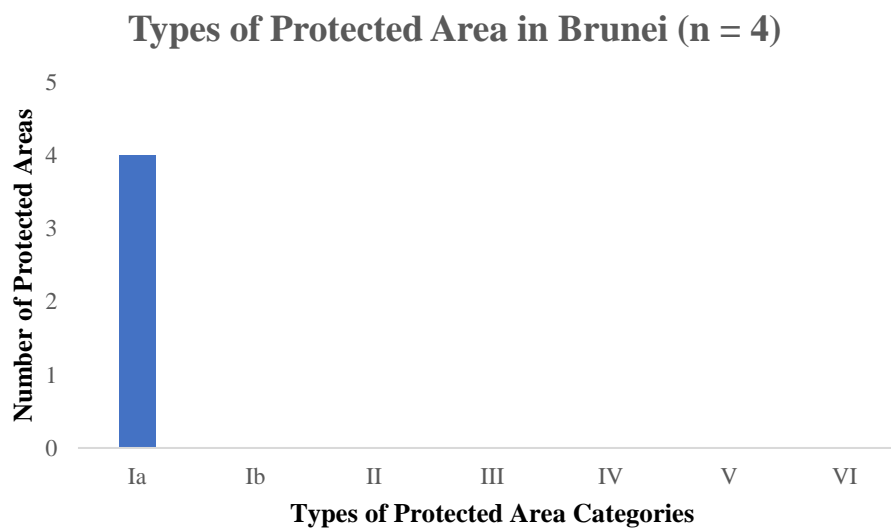 Types of Protected Area in Brunei (n = 4)
Number of Protected Areas
5
4
3
2
1
0
Ia Ib II III IV V VI
Types of Protected Area Categories